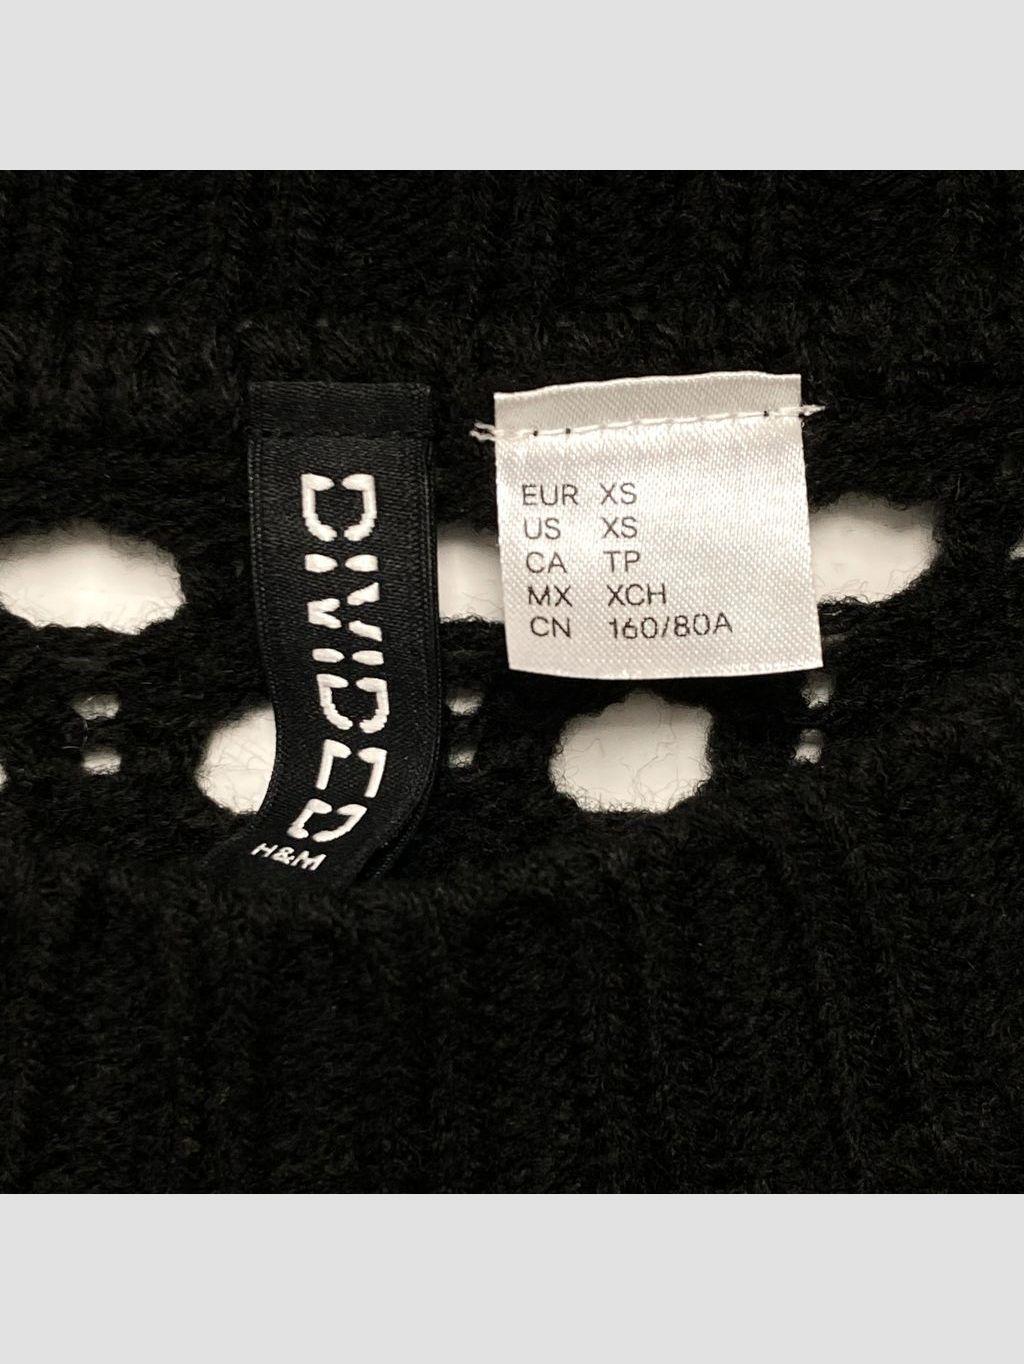 DIVIDED
H&M
EUR XS
US XS
CA TP
MX XCH
CN 160/80A